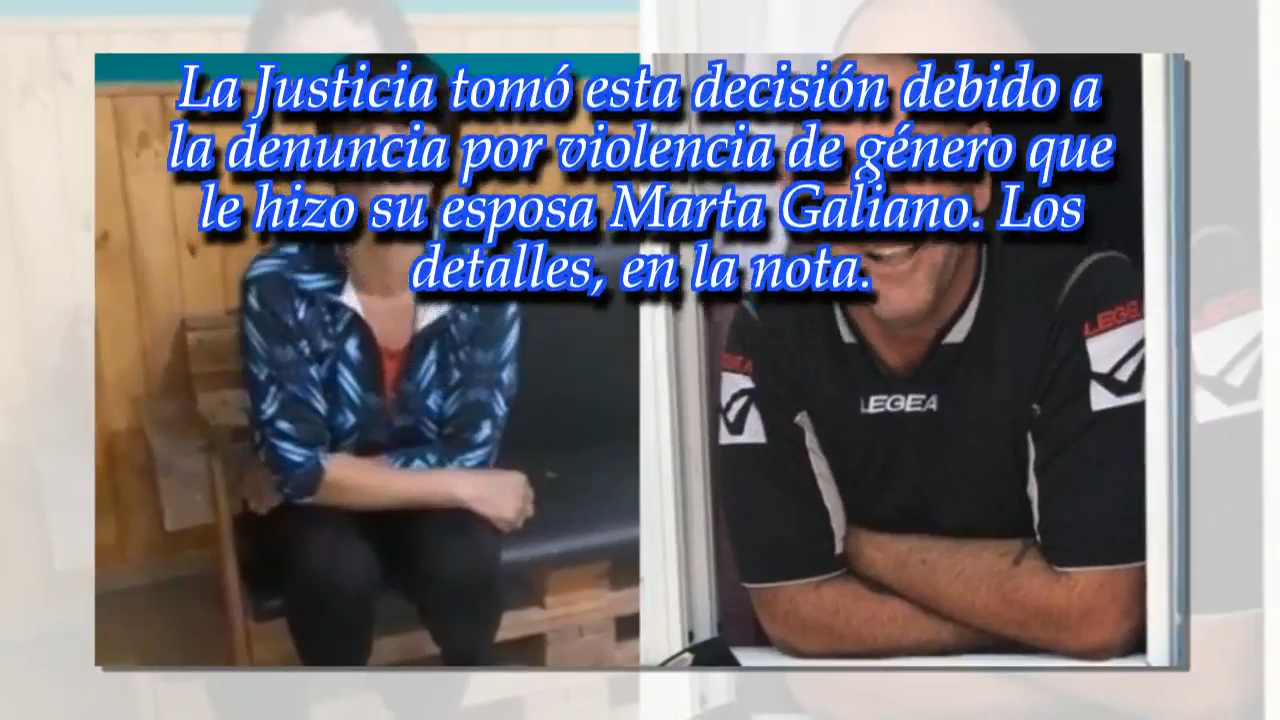 La Justicia tomó esta decisión debido a
la denuncia por violencia de género que
le hizo su esposa Marta Galiano. Los
detalles, en la nota.
LEGEA
LEGEA